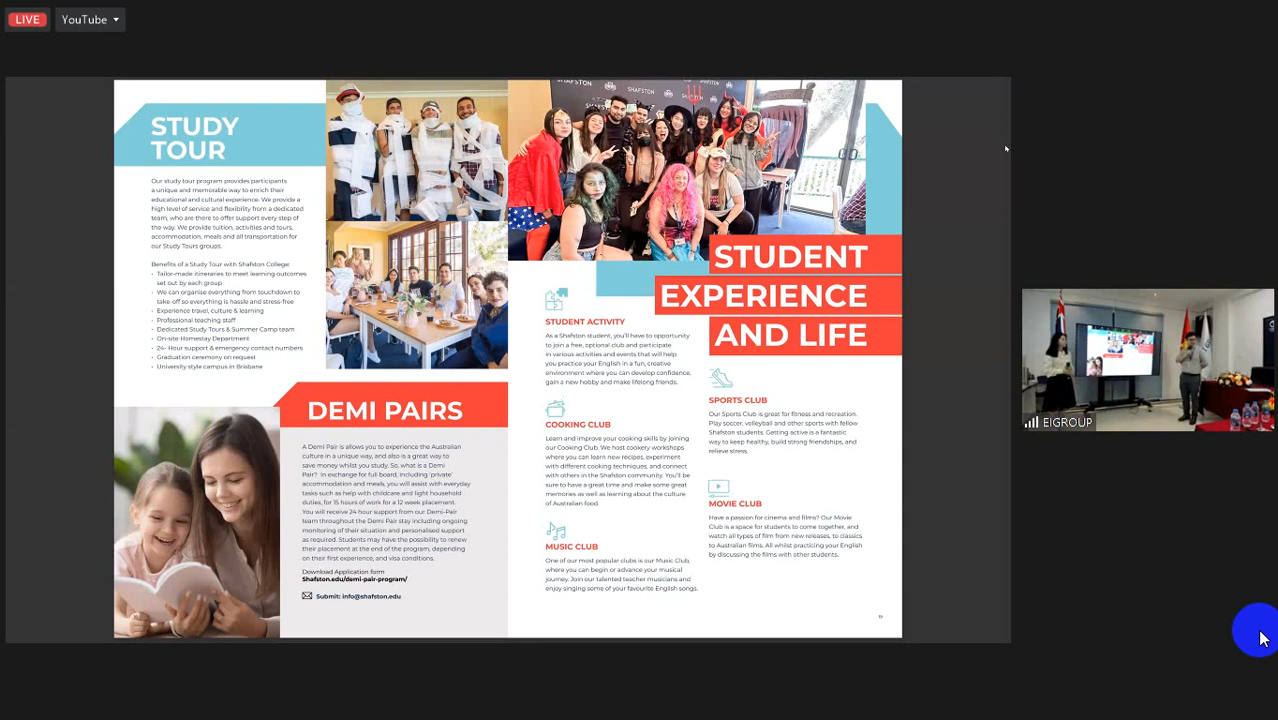 LIVE
YouTube
STUDY
TOUR
Our study tour program provides participants
a unique and memorable way to enrich their
educational and cultural experience. We provide a
high level of service and flexibility from a dedicated
team, who are there to offer support every step of
the way. We provide tuition, activities and tours,
accommodation, meals and all transportation for
our Study Tours groups.
Benefits of a Study Tour with Shafston College:
• Tailor-made itineraries to meet learning outcomes
set out by each group
• We can organise everything from touchdown to
take-off so everything is hassle and stress-free
• Experience travel, culture & learning
• Professional teaching staff
• Dedicated Study Tours & Summer Camp team
• On-site Homestay Department
• 24- Hour support & emergency contact numbers
• Graduation ceremony on request
• University style campus in Brisbane
DEMI PAIRS
A Demi Pair is allows you to experience the Australian
culture in a unique way, and also is a great way to
save money whilst you study. So, what is a Demi
Pair? In exchange for full board, including 'private'
accommodation and meals, you will assist with everyday
tasks such as help with childcare and light household
duties, for 15 hours of work for a 12 week placement.
You will receive 24 hour support from our Demi-Pair
team throughout the Demi Pair stay including ongoing
monitoring of their situation and personalised support
as required. Students may have the possibility to renew
their placement at the end of the program, depending
on their first experience, and visa conditions.
Download Application form
Shafston.edu/demi-pair-program/
Submit: info@shafston.edu
SHAFSTON
SHAFSTON
STUDENT
EXPERIENCE
AND LIFE
STUDENT ACTIVITY
As a Shafston student, you'll have to opportunity
to join a free, optional club and participate
in various activities and events that will help
you practice your English in a fun, creative
environment where you can develop confidence,
gain a new hobby and make lifelong friends.
COOKING CLUB
Learn and improve your cooking skills by joining
our Cooking Club. We host cookery workshops
where you can learn new recipes, experiment
with different cooking techniques, and connect
with others in the Shafston community. You'll be
sure to have a great time and make some great
memories as well as learning about the culture
of Australian food.
MUSIC CLUB
One of our most popular clubs is our Music Club,
where you can begin or advance your musical
journey. Join our talented teacher musicians and
enjoy singing some of your favourite English songs.
SPORTS CLUB
Our Sports Club is great for fitness and recreation.
Play soccer, volleyball and other sports with fellow
Shafston students. Getting active is a fantastic
way to keep healthy, build strong friendships, and
relieve stress.
MOVIE CLUB
Have a passion for cinema and films? Our Movie
Club is a space for students to come together, and
watch all types of film from new releases, to classics
to Australian films. All whilst practicing your English
by discussing the films with other students.
19
EIGROUP